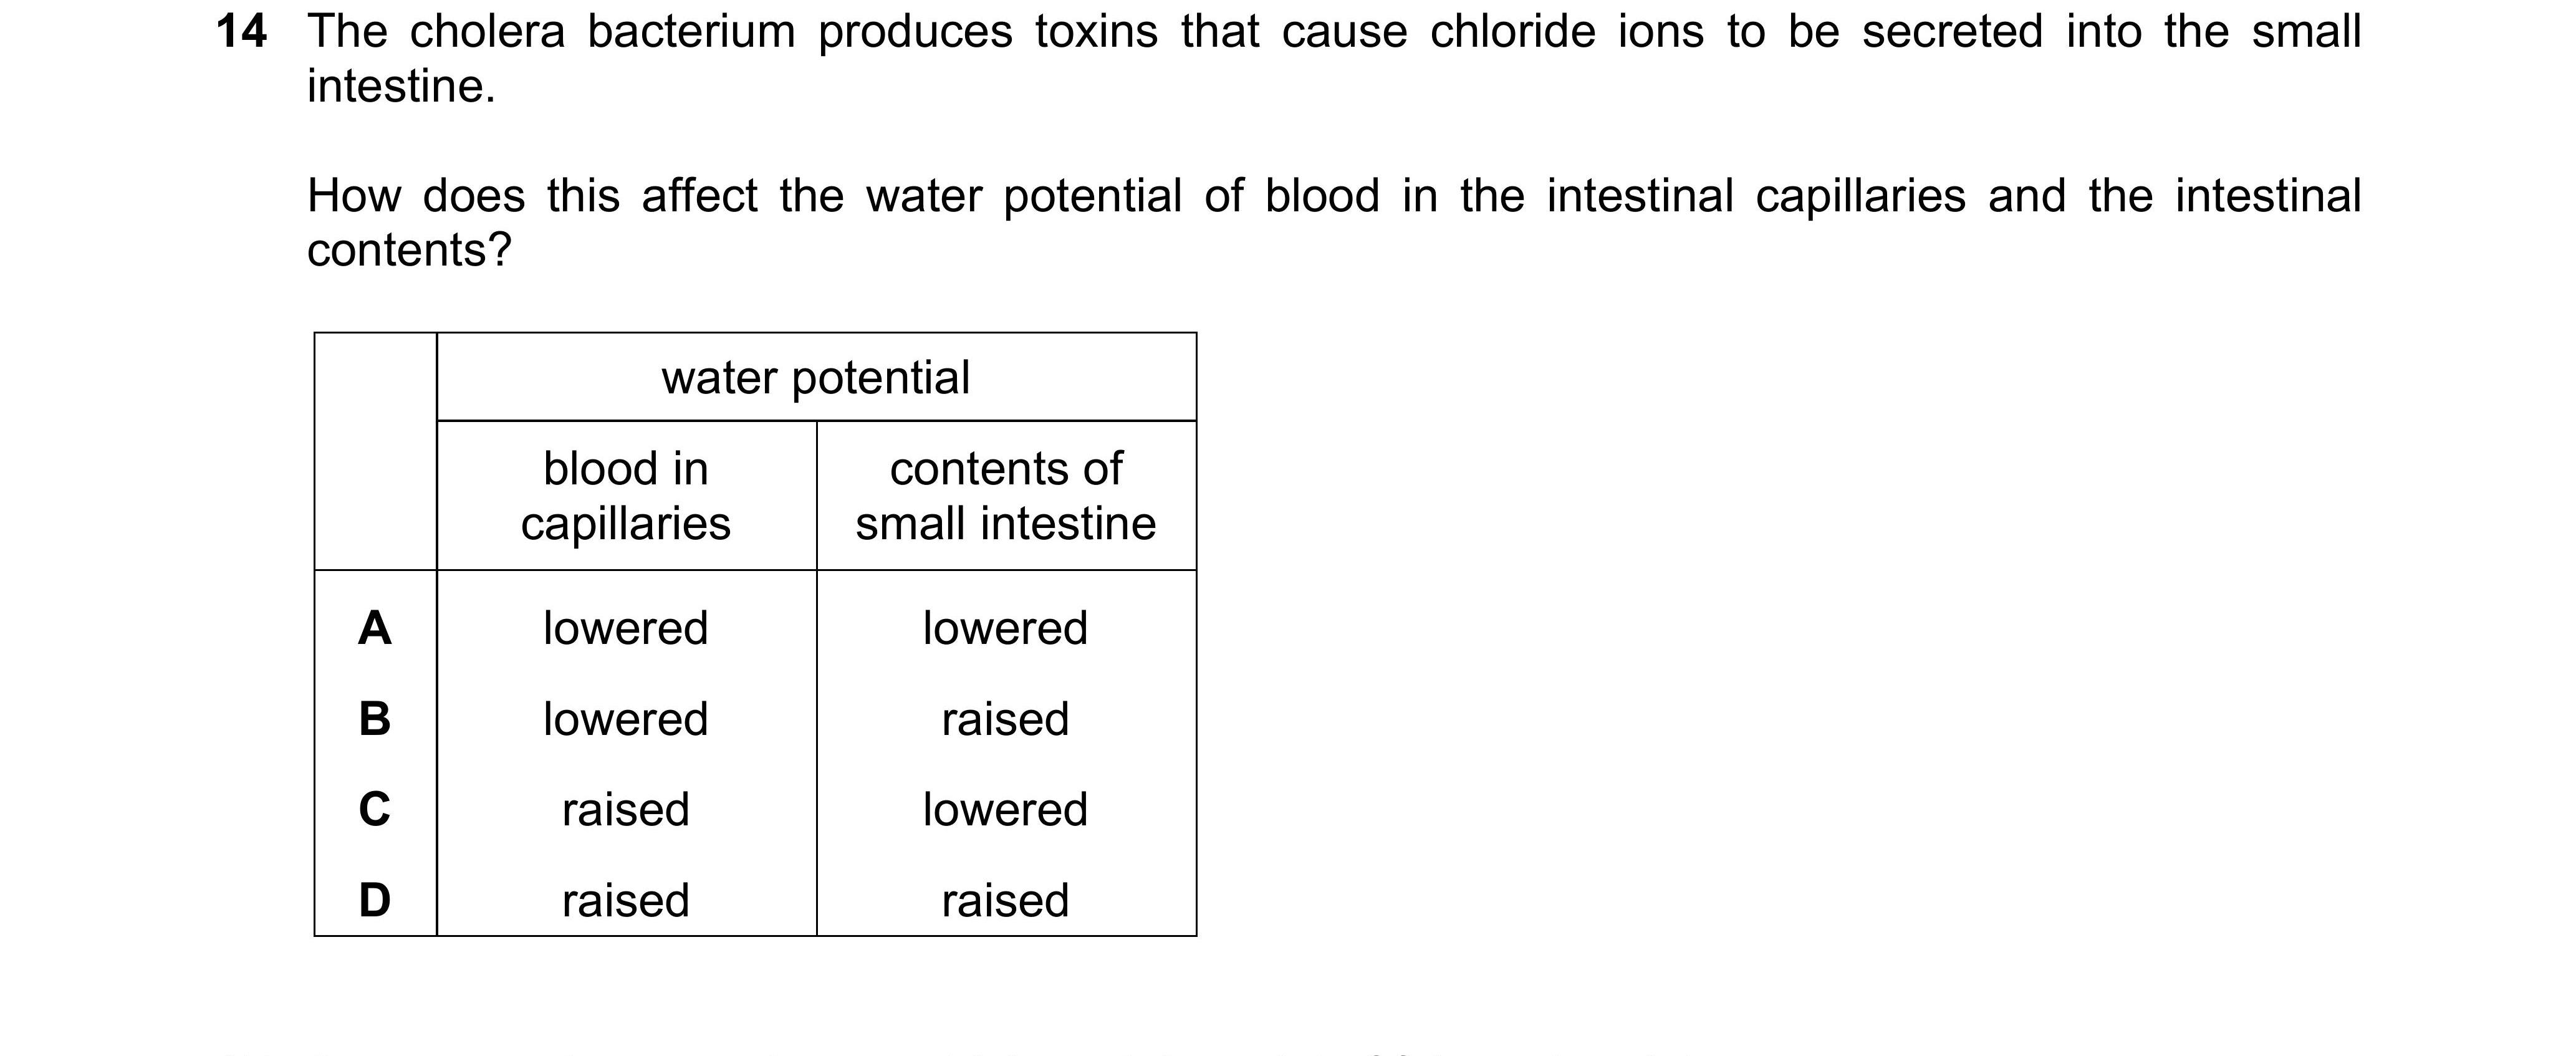 14 The cholera bacterium produces toxins that cause chloride ions to be secreted into the small
intestine.
How does this affect the water potential of blood in the intestinal capillaries and the intestinal
contents?
water potential
blood in
capillaries
contents of
small intestine
A lowered lowered
B lowered raised
C raised lowered
D raised raised